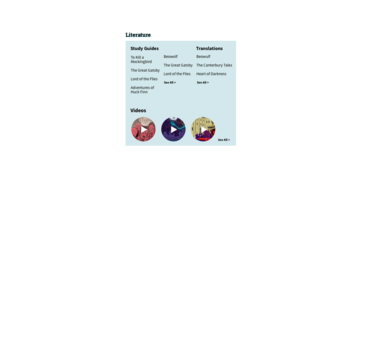 Literature
Study Guides
To Kill a
Mockingbird
The Great Gatsby
Lord of the Flies
Adventures of
Huck Finn
Beowulf
The Great Gatsby
Lord of the Flies
See All >
Translations
Beowulf
The Canterbury Tales
Heart of Darkness
See All >
Videos
See All >